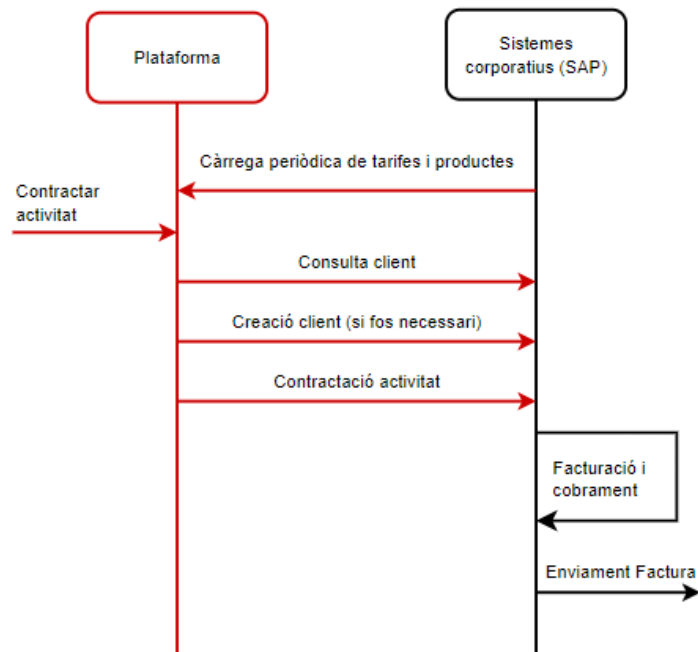 Plataforma
Sistemes
corporatius (SAP)
Càrrega periòdica de tarifes i productes
Contractar
activitat
Consulta client
Creació client (si fos necessari)
Contractació activitat
Facturació i
cobrament
Enviament Factura